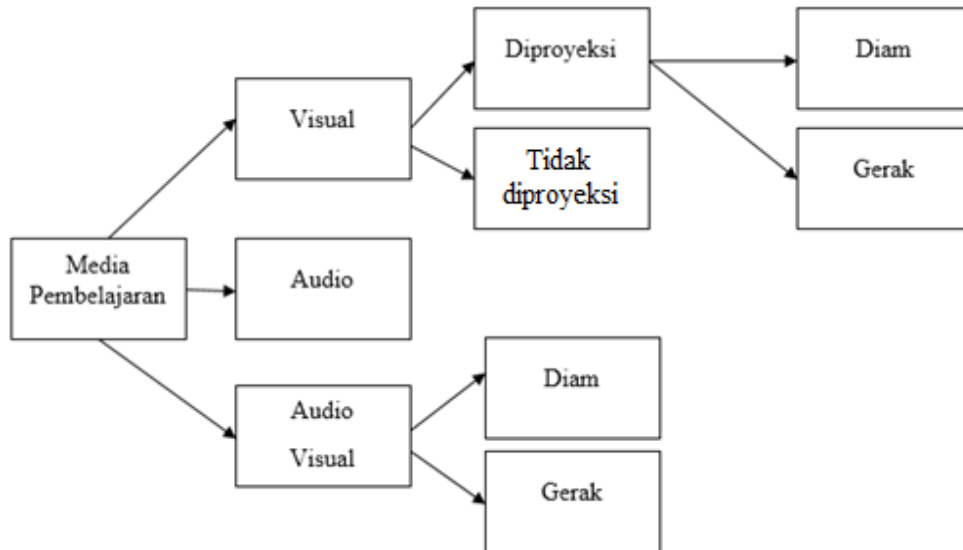 Media
Pembelajaran
Visual
Diproyeksi
Diam
Gerak
Tidak
diproyeksi
Audio
Audio
Visual
Diam
Gerak